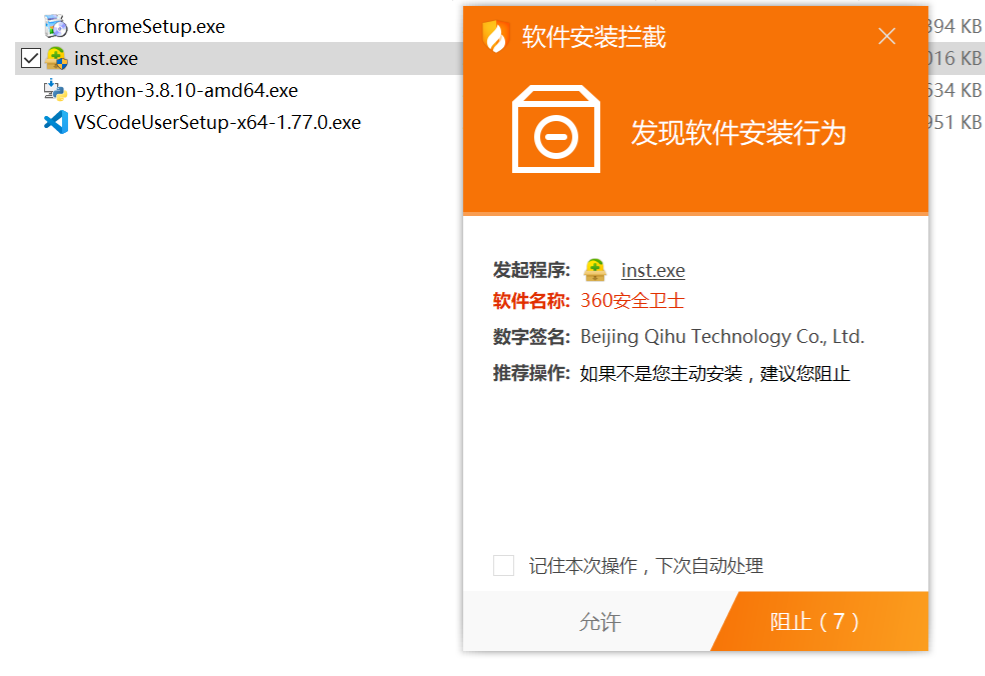 ChromeSetup.exe
inst.exe
python-3.8.10-amd64.exe
VSCodeUserSetup-x64-1.77.0.exe
394 KB
016 KB
634 KB
951 KB
软件安装拦截
发现软件安装行为
发起程序: inst.exe
软件名称: 360安全卫士
数字签名: Beijing Qihu Technology Co., Ltd.
推荐操作: 如果不是您主动安装，建议您阻止
记住本次操作，下次自动处理
允许
阻止（7）